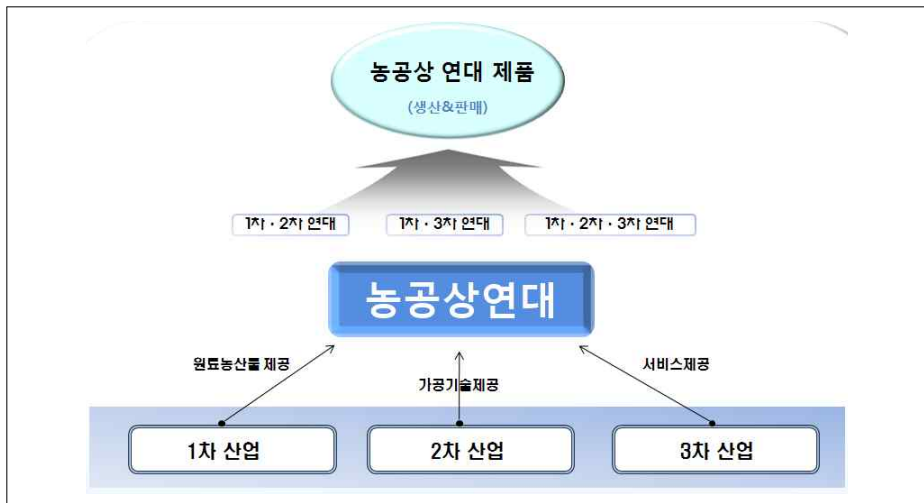 농공상 연대 제품
(생산&판매)
1차 · 2차 연대
1차 · 3차 연대
1차 · 2차 · 3차 연대
농공상연대
원료농산물 제공
가공기술제공
서비스제공
1차 산업
2차 산업
3차 산업